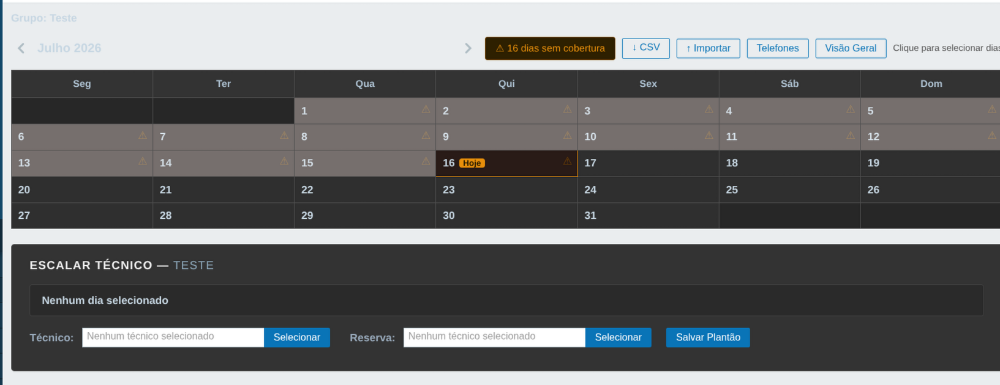 Grupo: Teste
Julho 2026 ⚠ 16 dias sem cobertura ↓ CSV ↑ Importar Telefones Visão Geral Clique para selecionar dias
Seg Ter Qua Qui Sex Sáb Dom
1 ⚠ 2 ⚠ 3 ⚠ 4 ⚠ 5 ⚠
6 ⚠ 7 ⚠ 8 ⚠ 9 ⚠ 10 ⚠ 11 ⚠ 12 ⚠
13 ⚠ 14 ⚠ 15 ⚠ 16 Hoje ⚠ 17 18 19
20 21 22 23 24 25 26
27 28 29 30 31
ESCALAR TÉCNICO — TESTE
Nenhum dia selecionado
Técnico: Nenhum técnico selecionado Selecionar Reserva: Nenhum técnico selecionado Selecionar Salvar Plantão